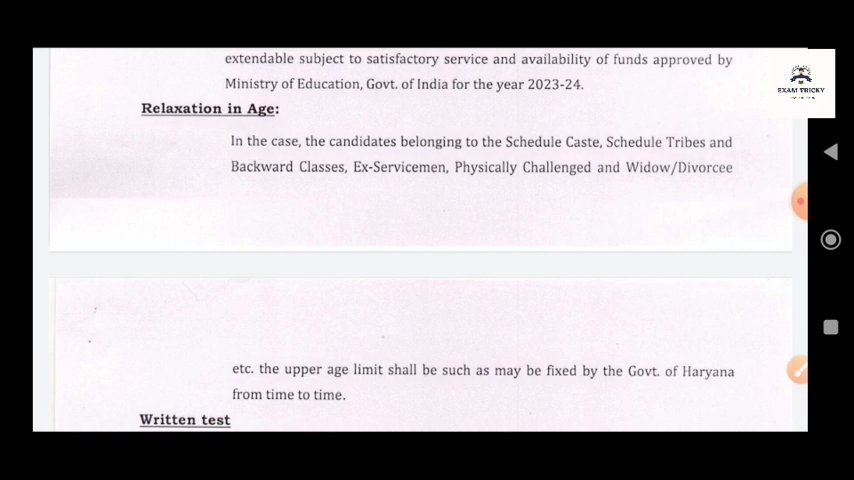 extendable subject to satisfactory service and availability of funds approved by
Ministry of Education, Govt. of India for the year 2023-24.
EXAM TRICKY
Relaxation in Age:
In the case, the candidates belonging to the Schedule Caste, Schedule Tribes and
Backward Classes, Ex-Servicemen, Physically Challenged and Widow/Divorcee
etc. the upper age limit shall be such as may be fixed by the Govt. of Haryana
from time to time.
Written test